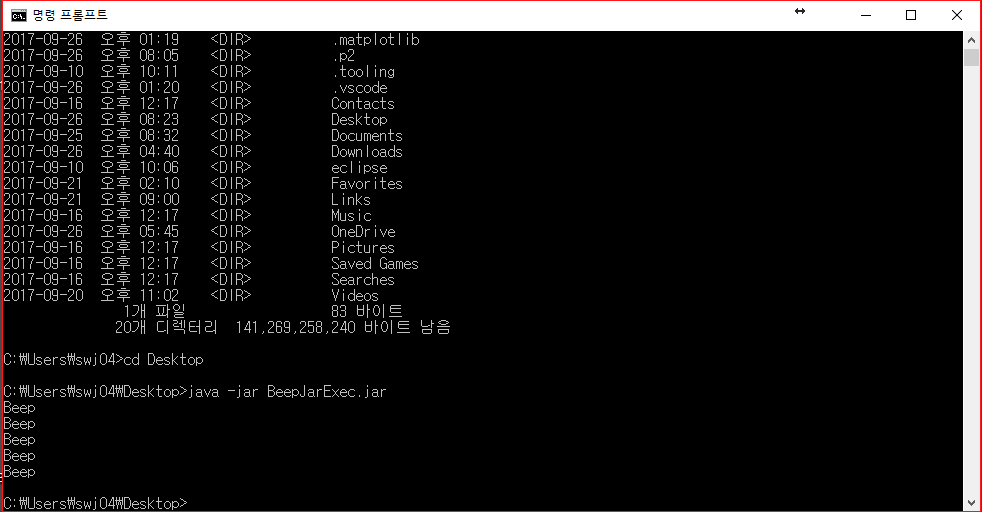 명령 프롬프트
2017-09-26 오후 01:19 <DIR> .matplotlib
2017-09-26 오후 08:05 <DIR> .p2
2017-09-10 오후 10:11 <DIR> .tooling
2017-09-26 오후 01:20 <DIR> .vscode
2017-09-16 오후 12:17 <DIR> Contacts
2017-09-26 오후 08:23 <DIR> Desktop
2017-09-25 오후 08:32 <DIR> Documents
2017-09-26 오후 04:40 <DIR> Downloads
2017-09-10 오후 10:06 <DIR> eclipse
2017-09-21 오후 02:10 <DIR> Favorites
2017-09-21 오후 09:00 <DIR> Links
2017-09-16 오후 12:17 <DIR> Music
2017-09-26 오후 05:45 <DIR> OneDrive
2017-09-16 오후 12:17 <DIR> Pictures
2017-09-16 오후 12:17 <DIR> Saved Games
2017-09-16 오후 12:17 <DIR> Searches
2017-09-20 오후 11:02 <DIR> Videos
1개 파일 83 바이트
20개 디렉터리 141,269,258,240 바이트 남음
C:₩Users₩swj04>cd Desktop
C:₩Users₩swj04₩Desktop>java -jar BeepJarExec.jar
Beep
Beep
Beep
Beep
Beep
C:₩Users₩swj04₩Desktop>